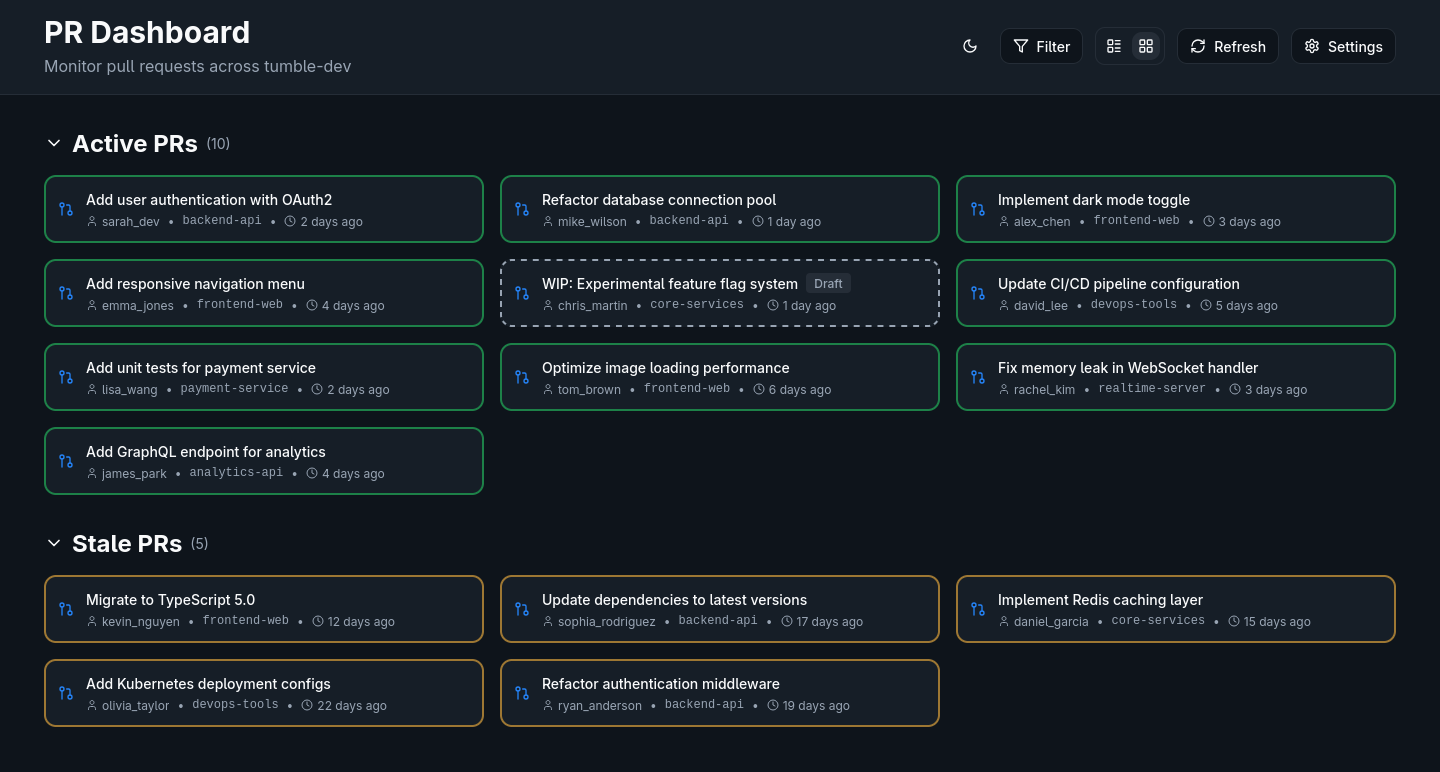 PR Dashboard
Monitor pull requests across tumble-dev
Filter
Refresh
Settings
Active PRs (10)
Add user authentication with OAuth2
sarah_dev • backend-api • 2 days ago
Refactor database connection pool
mike_wilson • backend-api • 1 day ago
Implement dark mode toggle
alex_chen • frontend-web • 3 days ago
Add responsive navigation menu
emma_jones • frontend-web • 4 days ago
WIP: Experimental feature flag system Draft
chris_martin • core-services • 1 day ago
Update CI/CD pipeline configuration
david_lee • devops-tools • 5 days ago
Add unit tests for payment service
lisa_wang • payment-service • 2 days ago
Optimize image loading performance
tom_brown • frontend-web • 6 days ago
Fix memory leak in WebSocket handler
rachel_kim • realtime-server • 3 days ago
Add GraphQL endpoint for analytics
james_park • analytics-api • 4 days ago
Stale PRs (5)
Migrate to TypeScript 5.0
kevin_nguyen • frontend-web • 12 days ago
Update dependencies to latest versions
sophia_rodriguez • backend-api • 17 days ago
Implement Redis caching layer
daniel_garcia • core-services • 15 days ago
Add Kubernetes deployment configs
olivia_taylor • devops-tools • 22 days ago
Refactor authentication middleware
ryan_anderson • backend-api • 19 days ago